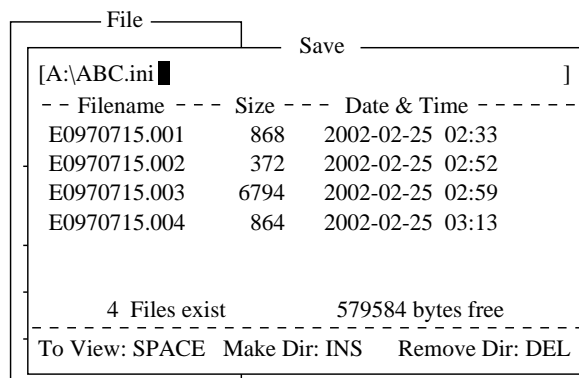 File
Save
[A:\ABC.ini ]
Filename Size Date & Time
E0970715.001 868 2002-02-25 02:33
E0970715.002 372 2002-02-25 02:52
E0970715.003 6794 2002-02-25 02:59
E0970715.004 864 2002-02-25 03:13
4 Files exist 579584 bytes free
To View: SPACE Make Dir: INS Remove Dir: DEL